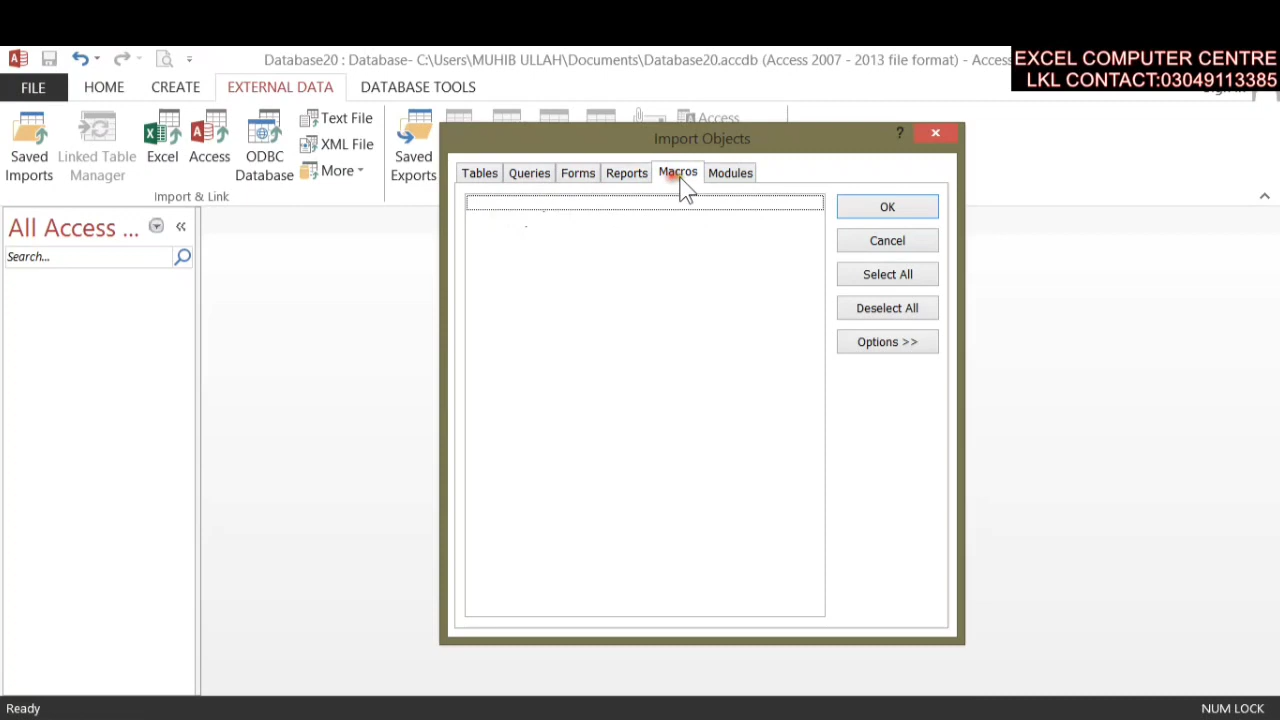 Database20 : Database- C:\Users\MUHIB ULLAH\Documents\Database20.accdb (Access 2007 - 2013 file format) - Acces
EXCEL COMPUTER CENTRE
LKL CONTACT:03049113385
FILE
HOME
CREATE
EXTERNAL DATA
DATABASE TOOLS
Saved Imports
Linked Table Manager
Excel
Access
ODBC Database
Text File
XML File
More
Import & Link
Saved Exports
Access
Import Objects
?
Tables
Queries
Forms
Reports
Macros
Modules
OK
Cancel
Select All
Deselect All
Options >>
All Access ...
Search...
Ready
NUM LOCK